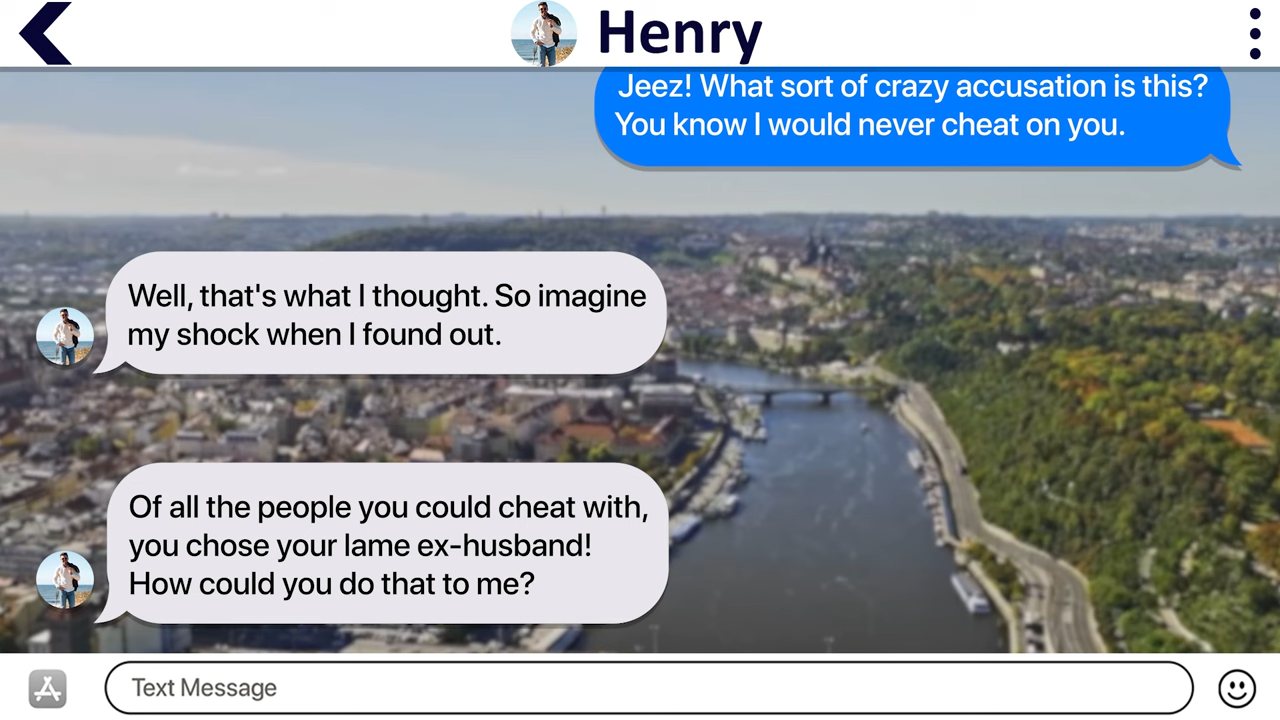 Henry
Jeez! What sort of crazy accusation is this?
You know I would never cheat on you.
Well, that's what I thought. So imagine
my shock when I found out.
Of all the people you could cheat with,
you chose your lame ex-husband!
How could you do that to me?
Text Message